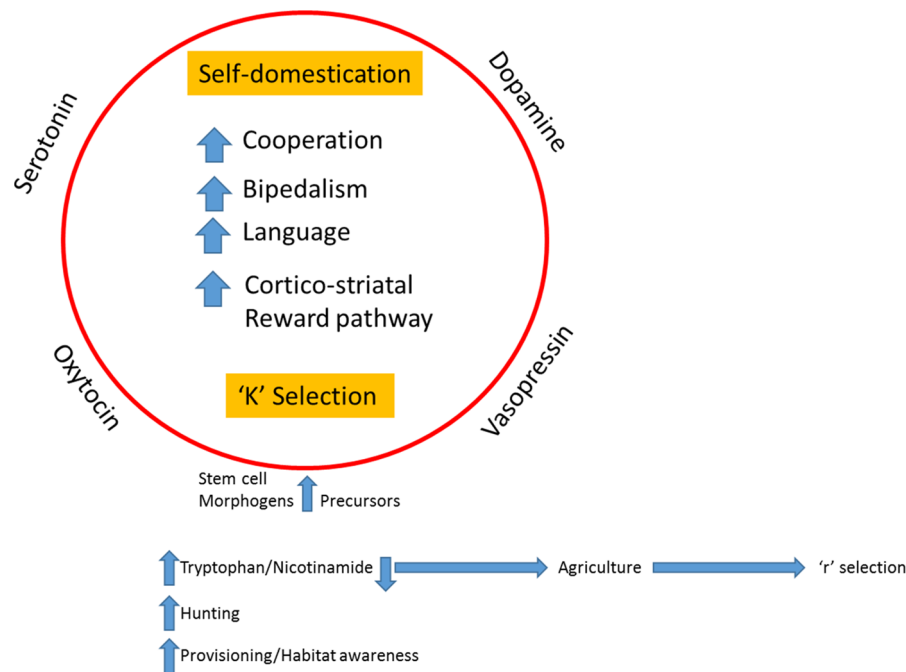 Self-domestication
Serotonin
Dopamine
Cooperation
Bipedalism
Language
Cortico-striatal
Reward pathway
Oxytocin
Vasopressin
‘K’ Selection
Stem cell
Morphogens
Precursors
Tryptophan/Nicotinamide
Agriculture
‘r’ selection
Hunting
Provisioning/Habitat awareness